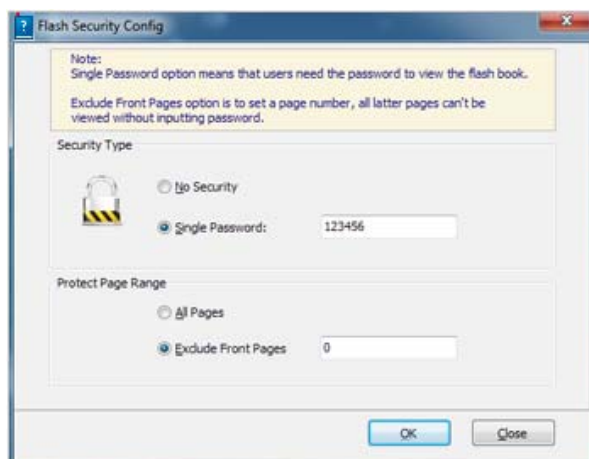 Flash Security Config
Note:
Single Password option means that users need the password to view the flash book.
Exclude Front Pages option is to set a page number, all latter pages can't be
viewed without inputting password.
Security Type
No Security
Single Password:
123456
Protect Page Range
All Pages
Exclude Front Pages
0
OK
Close